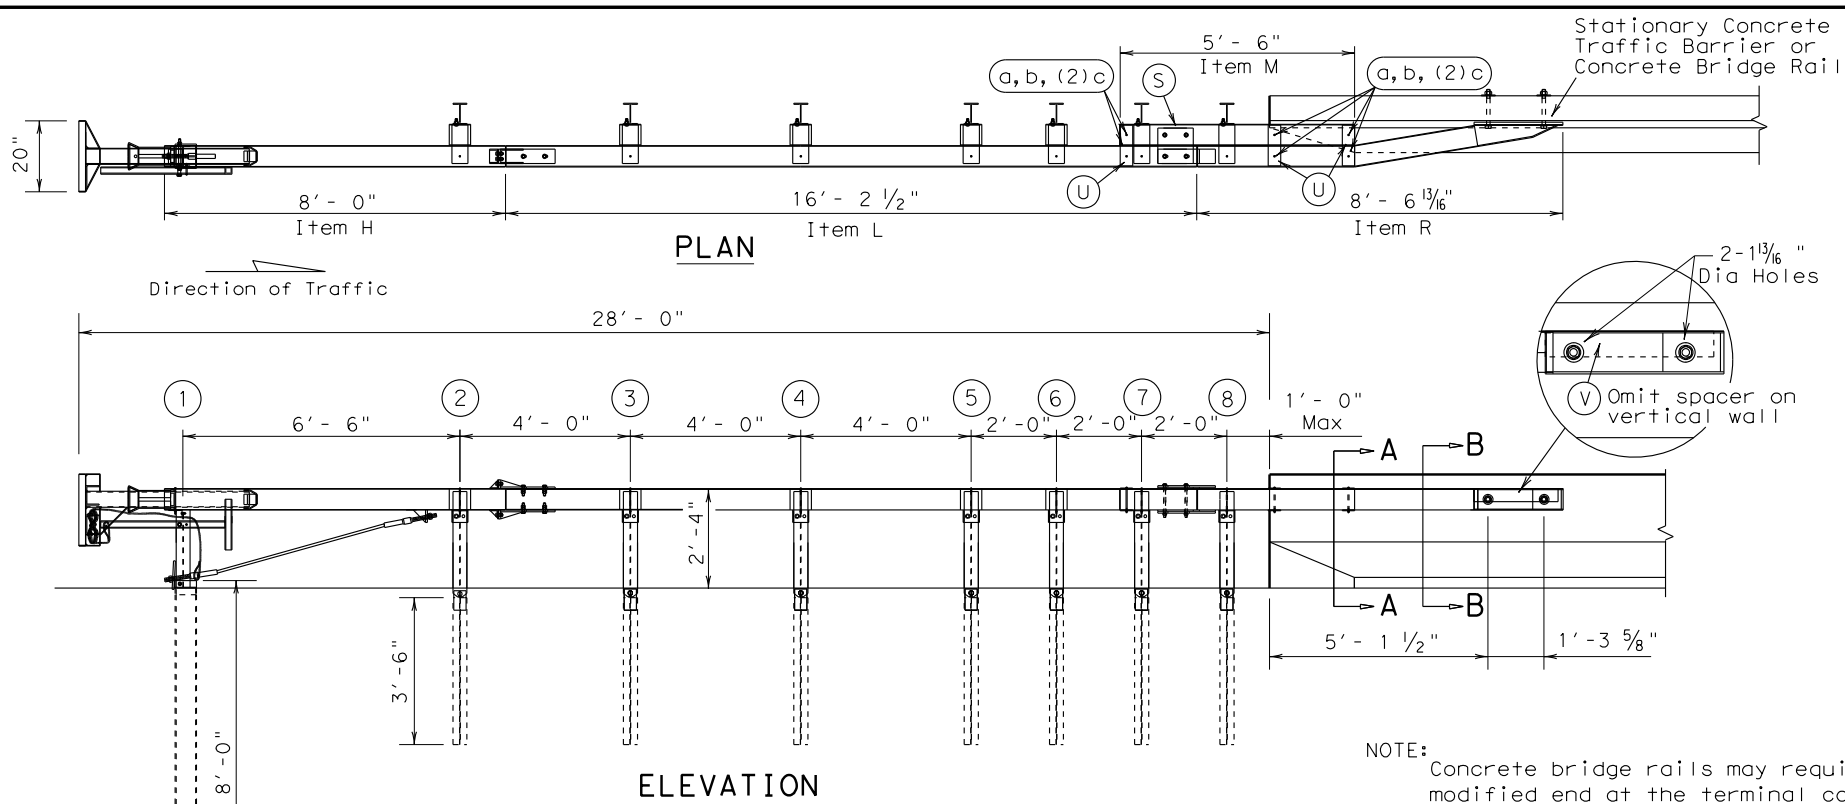 Stationary Concrete
Traffic Barrier or
Concrete Bridge Rail
5'- 6"
Item M
a, b, (2) c
S
a, b, (2) c
20"
U
U
8'- 0"
Item H
16'- 2 1/2"
Item L
8'- 6 13/16"
Item R
PLAN
Direction of Traffic
2-1 13/16 "
Dia Holes
28'- 0"
V
Omit spacer on
vertical wall
1
2
3
4
5
6
7
8
6'- 6"
4'- 0"
4'- 0"
4'- 0"
2'-0"
2'-0"
2'-0"
1'- 0"
Max
A
B
2'-4"
A
B
5'- 1 1/2"
1'-3 5/8"
3'-6"
8'-0"
ELEVATION
NOTE:
Concrete bridge rails may
modified end at the terminal